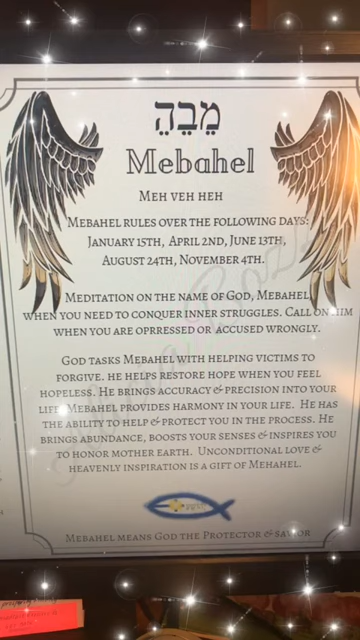 מֵבֵהֵ
Mebahel
Meh veh heh
Mebahel rules over the following days:
January 15th, April 2nd, June 13th,
August 24th, November 4th.
Meditation on the name of God, Mebahel
when you need to conquer inner struggles. Call on him
when you are oprressed or accused wrongly.
God tasks Mebahel with helping victims to
forgive. he helps restore hope when you feel
hopeless. He brings accuracy & precision into your
life. Mebahel provides harmony in your life. He has
the ability to help & protect you in the process. He
brings abundance, boosts your senses & inspires you
to honor mother earth. Unconditional love &
heavenly inspiration is a gift of Mehahel.
Mebahel means God the Protector & savior